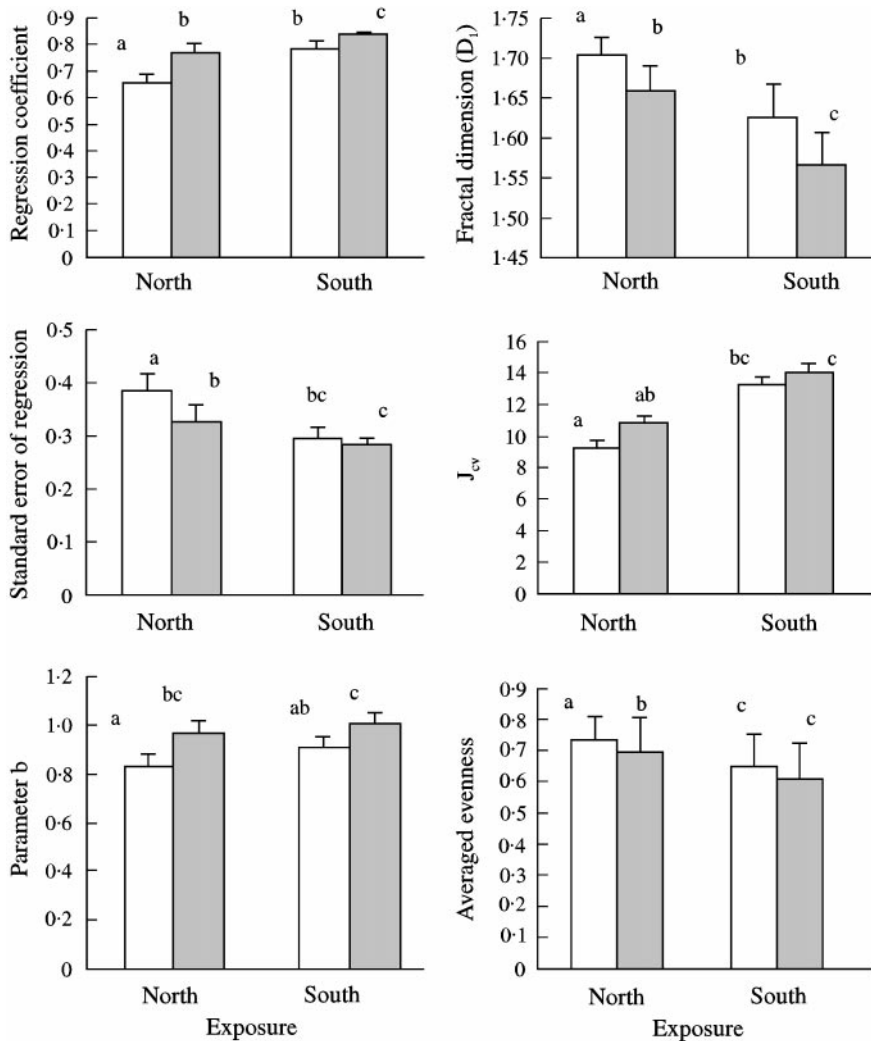 Regression coefficient
0·9
0·8
0·7
0·6
0·5
0·4
0·3
0·2
0·1
0
a
b
b
c
North
South
Fractal dimension (D₁)
1·75
1·70
1·65
1·60
1·55
1·50
1·45
a
b
b
c
North
South
Standard error of regression
0·5
0·4
0·3
0·2
0·1
0
a
b
bc
c
North
South
J_cv
16
14
12
10
8
6
4
2
0
a
ab
bc
c
North
South
Parameter b
1·2
1·0
0·8
0·6
0·4
0·2
0
a
bc
ab
c
North
South
Exposure
Averaged evenness
0·9
0·8
0·7
0·6
0·5
0·4
0·3
0·2
0·1
0
a
b
c
c
North
South
Exposure